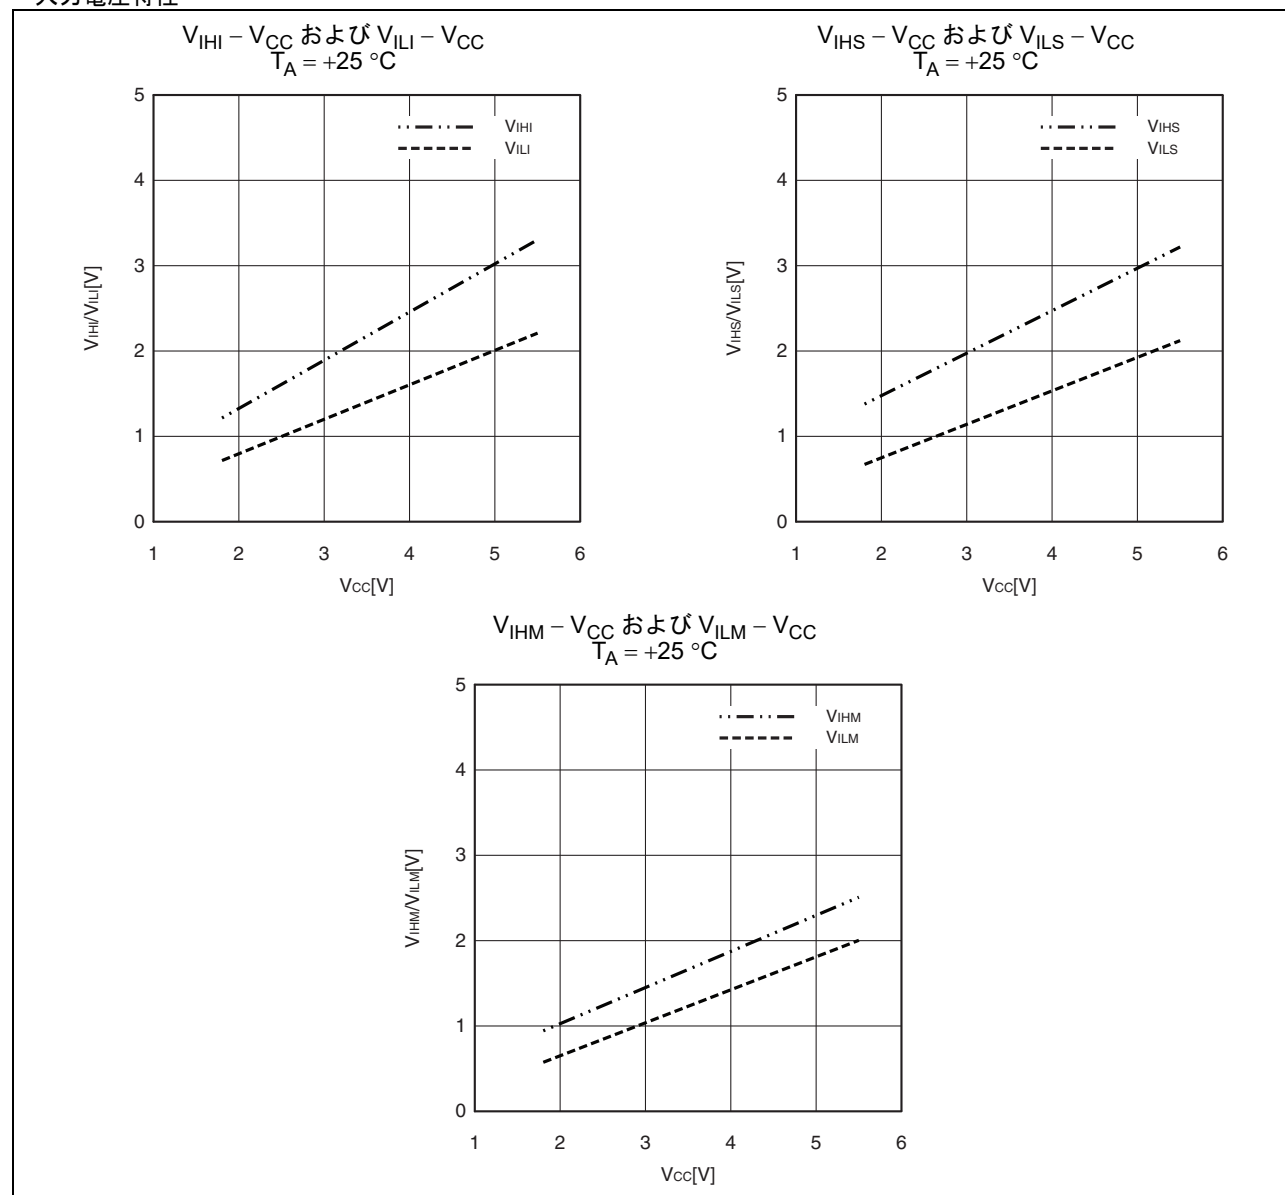 入力電圧特性
VIHI – VCC および VILI – VCC
TA = +25 °C
5
4
3
2
1
0
VIHI/VILI[V]
VIHI
VILI
1 2 3 4 5 6
VCC[V]
VIHS – VCC および VILS – VCC
TA = +25 °C
5
4
3
2
1
0
VIHS/VILS[V]
VIHS
VILS
1 2 3 4 5 6
VCC[V]
VIHM – VCC および VILM – VCC
TA = +25 °C
5
4
3
2
1
0
VIHM/VILM[V]
VIHM
VILM
1 2 3 4 5 6
VCC[V]